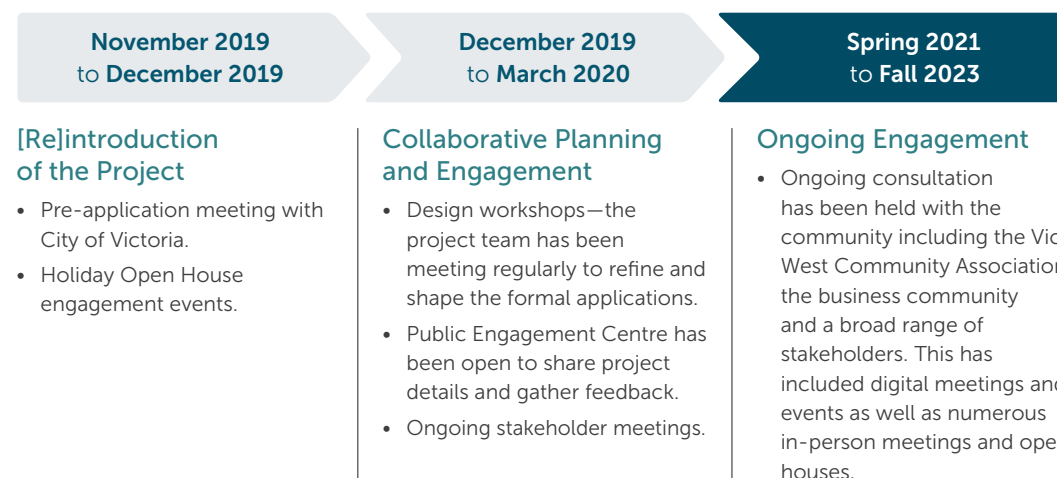 November 2019
to December 2019
[Re]introduction
of the Project
• Pre-application meeting with
City of Victoria.
• Holiday Open House
engagement events.
December 2019
to March 2020
Collaborative Planning
and Engagement
• Design workshops—the
project team has been
meeting regularly to refine and
shape the formal applications.
• Public Engagement Centre has
been open to share project
details and gather feedback.
• Ongoing stakeholder meetings.
Spring 2021
to Fall 2023
Ongoing Engagement
• Ongoing consultation
has been held with the
community including the Vic
West Community Association
the business community
and a broad range of
stakeholders. This has
included digital meetings and
events as well as numerous
in-person meetings and ope
houses.